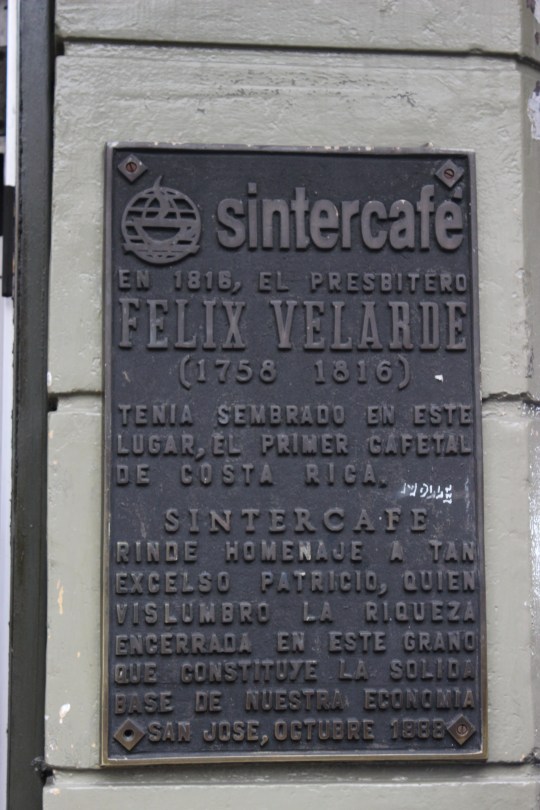 sintercafé
EN 1816, EL PRESBITERO
FELIX VELARDE
(1758 1816)
TENIA SEMBRADO EN ESTE
LUGAR, EL PRIMER CAFETAL
DE COSTA RICA.
SINTERCAFE
RINDE HOMENAJE A TAN
EXCELSO PATRICIO, QUIEN
VISLUMBRO LA RIQUEZA
ENCERRADA EN ESTE GRANO
QUE CONSTITUYE LA SOLIDA
BASE DE NUESTRA ECONOMIA
SAN JOSE, OCTUBRE